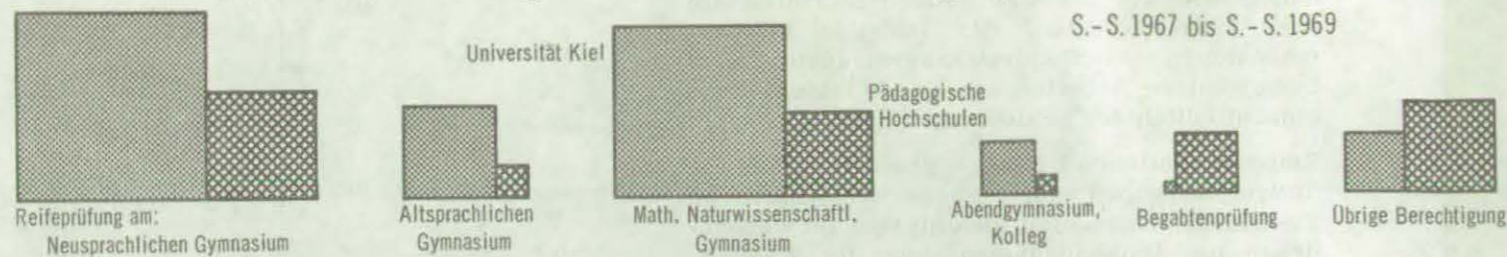 S.-S. 1967 bis S.-S. 1969
Universität Kiel
Pädagogische
Hochschulen
Reifeprüfung am:
Neusprachlichen Gymnasium
Altsprachlichen
Gymnasium
Math. Naturwissenschaftl.
Gymnasium
Abendgymnasium,
Kolleg
Begabtenprüfung
Übrige Berechtigung